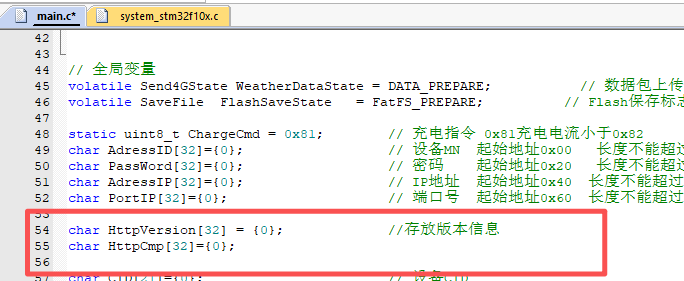 main.c* system_stm32f10x.c
42
43
44 // 全局变量
45 volatile Send4GState WeatherDataState = DATA_PREPARE; // 数据包上传
46 volatile SaveFile FlashSaveState = FatFS_PREPARE; // Flash保存标志
47
48 static uint8_t ChargeCmd = 0x81; // 充电指令 0x81充电电流小于0x82
49 char AdressID[32]={0}; // 设备MN 起始地址0x00 长度不能超过
50 char PassWord[32]={0}; // 密码 起始地址0x20 长度不能超过
51 char AdressIP[32]={0}; // IP地址 起始地址0x40 长度不能超过
52 char PortIP[32]={0}; // 端口号 起始地址0x60 长度不能超过
53
54 char HttpVersion[32] = {0}; //存放版本信息
55 char HttpCmp[32]={0};
56